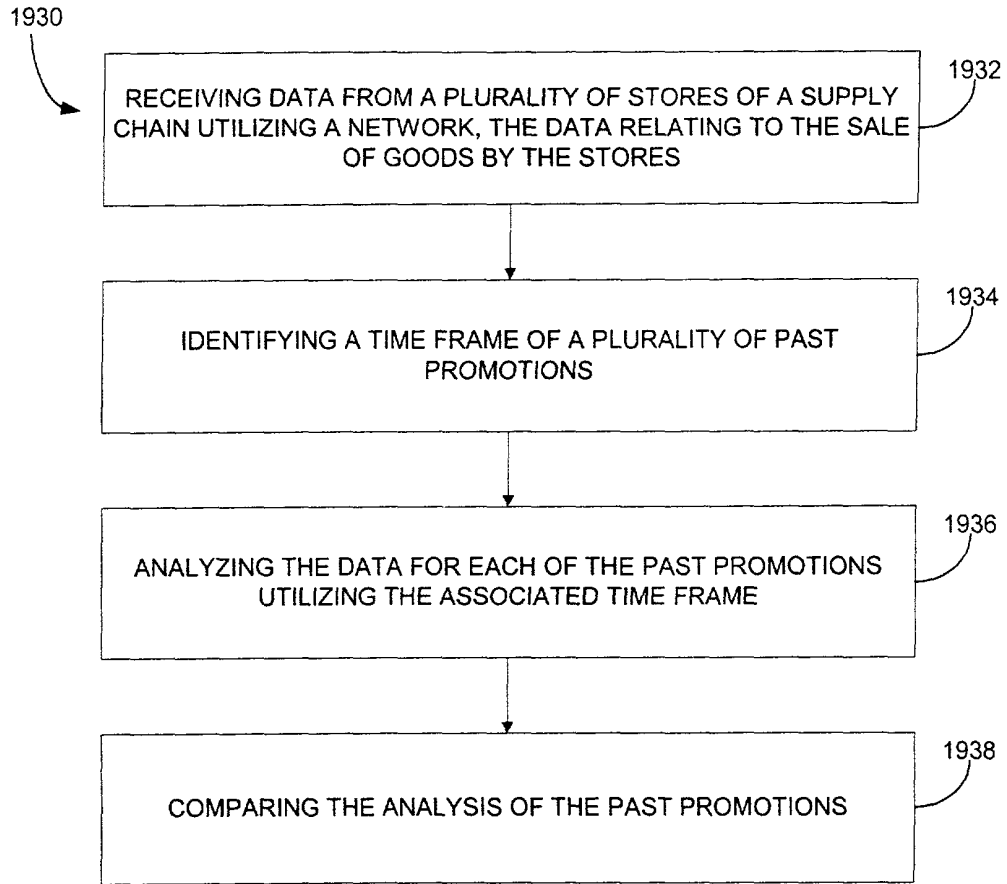 1930
1932
RECEIVING DATA FROM A PLURALITY OF STORES OF A SUPPLY
CHAIN UTILIZING A NETWORK, THE DATA RELATING TO THE SALE
OF GOODS BY THE STORES
1934
IDENTIFYING A TIME FRAME OF A PLURALITY OF PAST
PROMOTIONS
1936
ANALYZING THE DATA FOR EACH OF THE PAST PROMOTIONS
UTILIZING THE ASSOCIATED TIME FRAME
1938
COMPARING THE ANALYSIS OF THE PAST PROMOTIONS